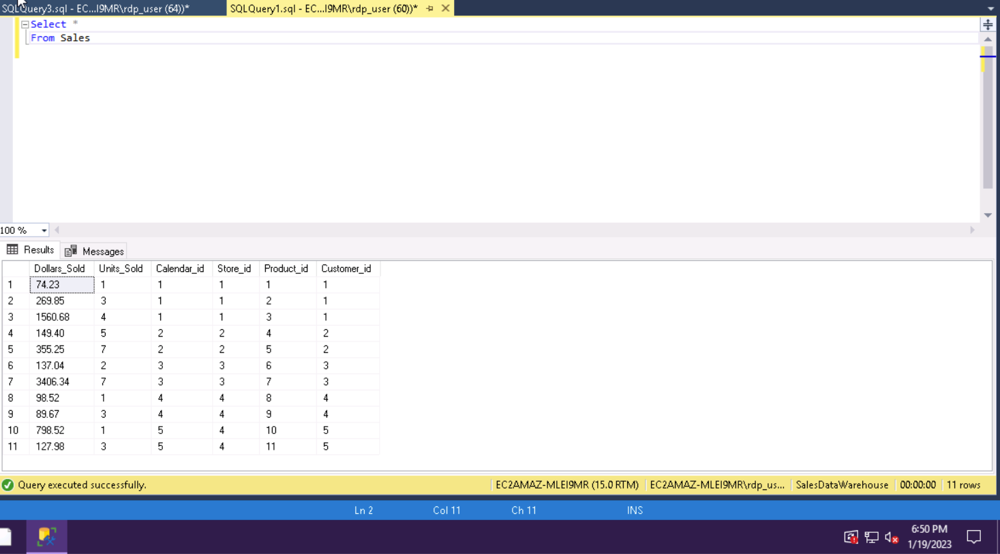 SQLQuery3.sql - EC...I9MR\rdp_user (64))*
SQLQuery1.sql - EC...I9MR\rdp_user (60))*
Select *
From Sales
100 %
Results Messages
Dollars_Sold Units_Sold Calendar_id Store_id Product_id Customer_id
1 74.23 1 1 1 1 1
2 269.85 3 1 1 2 1
3 1560.68 4 1 1 3 1
4 149.40 5 2 2 4 2
5 355.25 7 2 2 5 2
6 137.04 2 3 3 6 3
7 3406.34 7 3 3 7 3
8 98.52 1 4 4 8 4
9 89.67 3 4 4 9 4
10 798.52 1 5 4 10 5
11 127.98 3 5 4 11 5
Query executed successfully. EC2AMAZ-MLEI9MR (15.0 RTM) EC2AMAZ-MLEI9MR\rdp_us... SalesDataWarehouse 00:00:00 11 rows
Ln 2 Col 11 Ch 11 INS
6:50 PM
1/19/2023